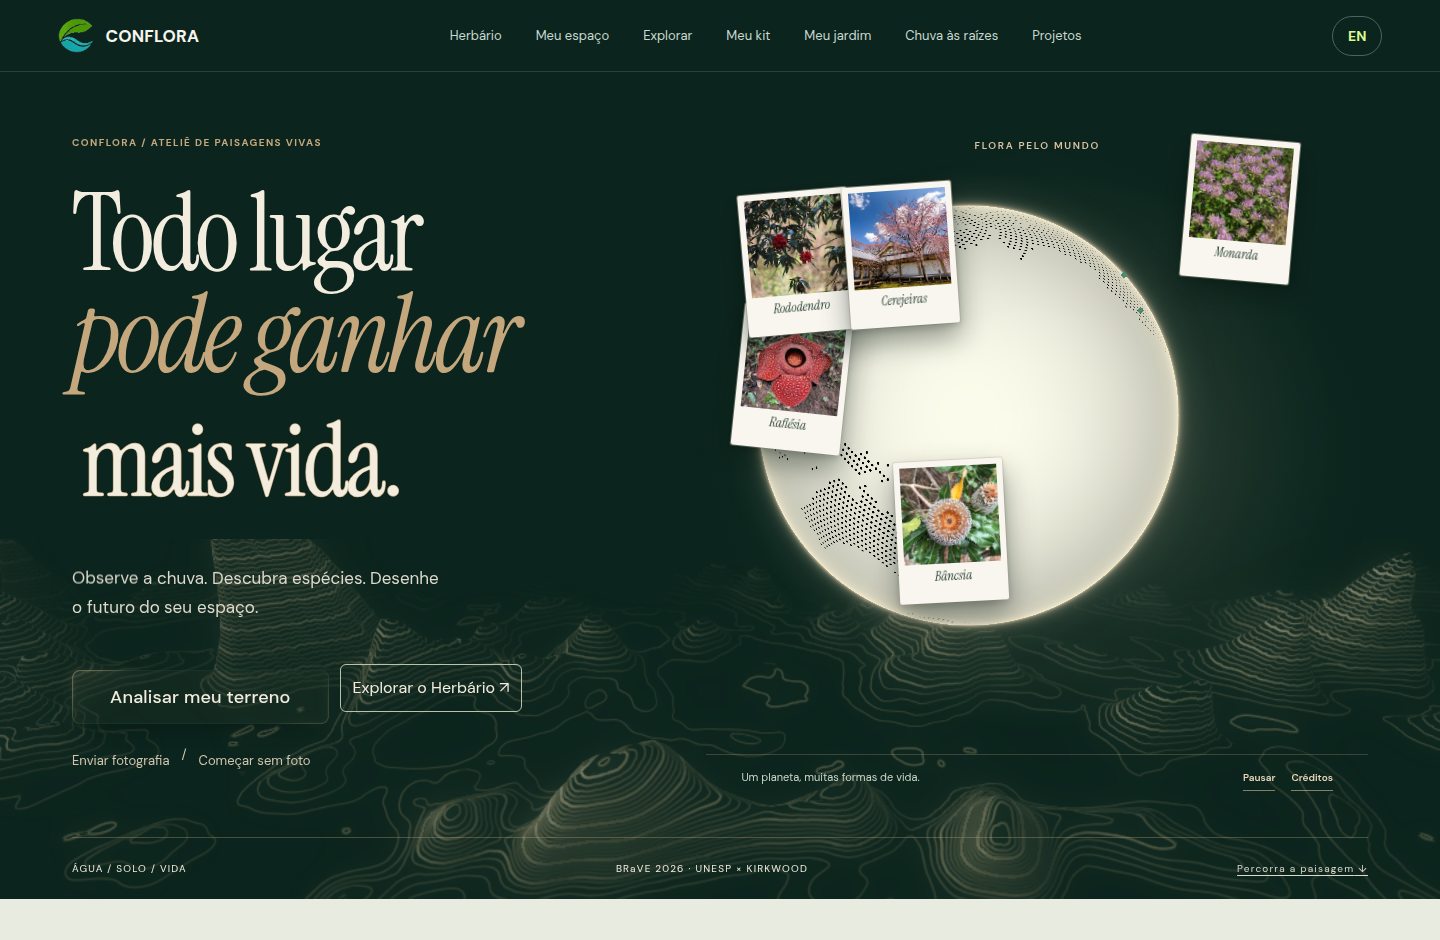 CONFLORA
Herbário
Meu espaço
Explorar
Meu kit
Meu jardim
Chuva às raízes
Projetos
EN
CONFLORA / ATELIÊ DE PAISAGENS VIVAS
Todo lugar
pode ganhar
mais vida.
Observe a chuva. Descubra espécies. Desenhe
o futuro do seu espaço.
Analisar meu terreno
Explorar o Herbário ↗
Enviar fotografia / Começar sem foto
FLORA PELO MUNDO
Monarda
Rododendro
Cerejeiras
Raflésia
Bâncsia
Um planeta, muitas formas de vida.
Pausar
Créditos
ÁGUA / SOLO / VIDA
BRaVE 2026 · UNESP × KIRKWOOD
Percorra a paisagem ↓